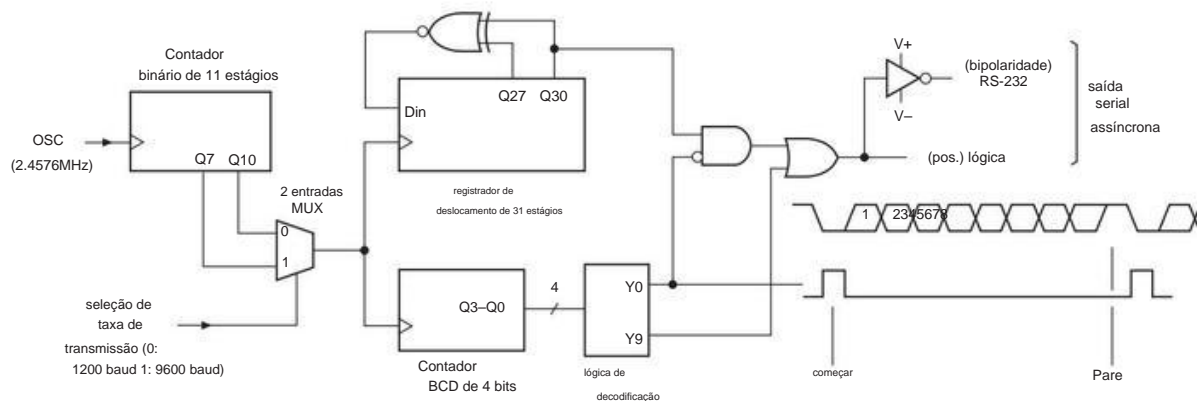 Contador
binário de 11 estágios
OSC
(2.4576MHz)
Q7 Q10
2 entradas
MUX
0
1
seleção de
taxa de
transmissão (0:
1200 baud 1: 9600 baud)
Q27 Q30
Din
registrador de
deslocamento de 31 estágios
Q3–Q0
4
Contador
BCD de 4 bits
Y0
Y9
lógica de
decodificação
V+
V–
(bipolaridade)
RS-232
(pos.) lógica
saída
serial
assíncrona
1 2345678
começar
Pare